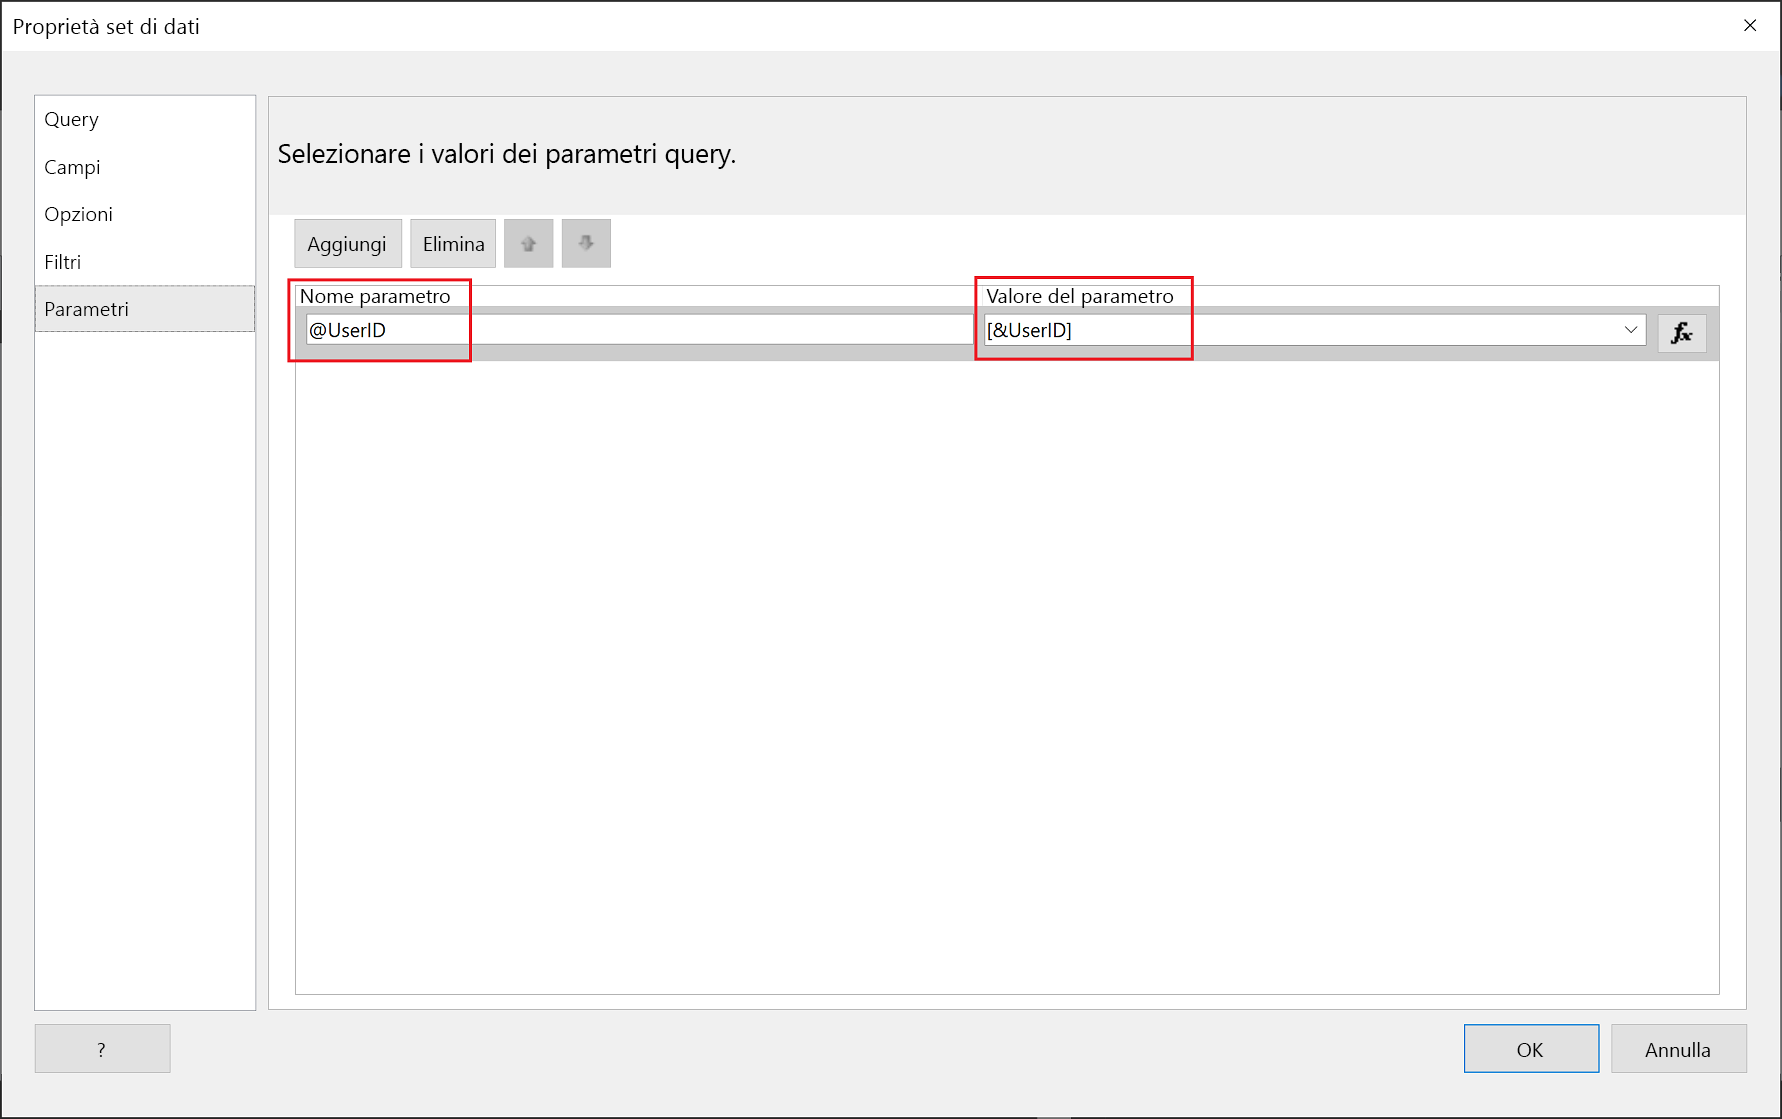 Proprietà set di dati
Query
Campi
Opzioni
Filtri
Parametri
Selezionare i valori dei parametri query.
Aggiungi Elimina
Nome parametro Valore del parametro
@UserID [&UserID] fx
? OK Annulla